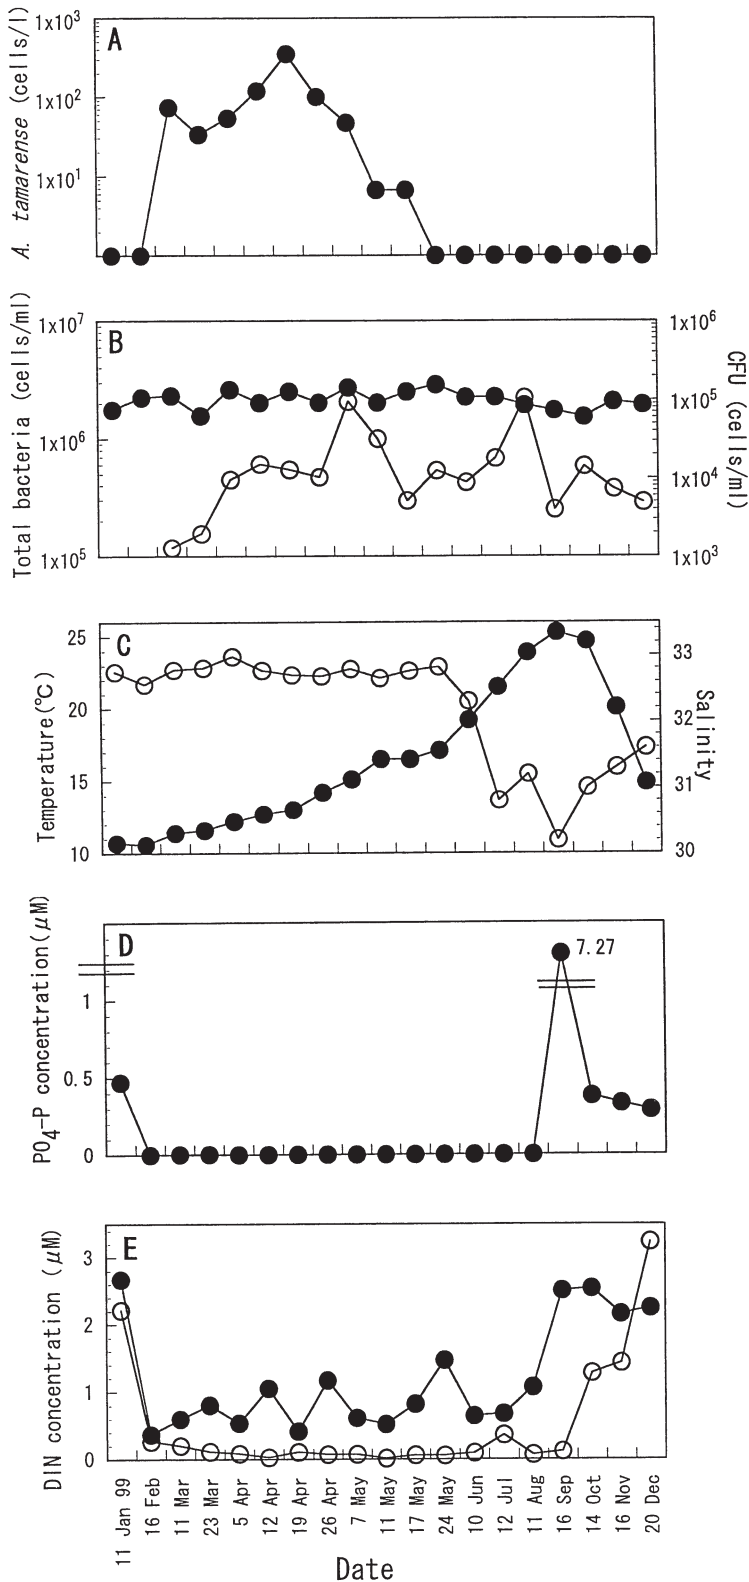 A
A. tamarense (cells/l)
1x10³
1x10²
1x10¹
B
Total bacteria (cells/ml)
1x10⁷
1x10⁶
1x10⁵
CFU (cells/ml)
1x10⁶
1x10⁵
1x10⁴
1x10³
C
Temperature(℃)
25
20
15
10
Salinity
33
32
31
30
D
PO₄-P concentration(μM)
1
0.5
0
7.27
E
DIN concentration (μM)
3
2
1
0
11 Jan 99
16 Feb
11 Mar
23 Mar
5 Apr
12 Apr
19 Apr
26 Apr
7 May
11 May
17 May
24 May
10 Jun
12 Jul
11 Aug
16 Sep
14 Oct
16 Nov
20 Dec
Date